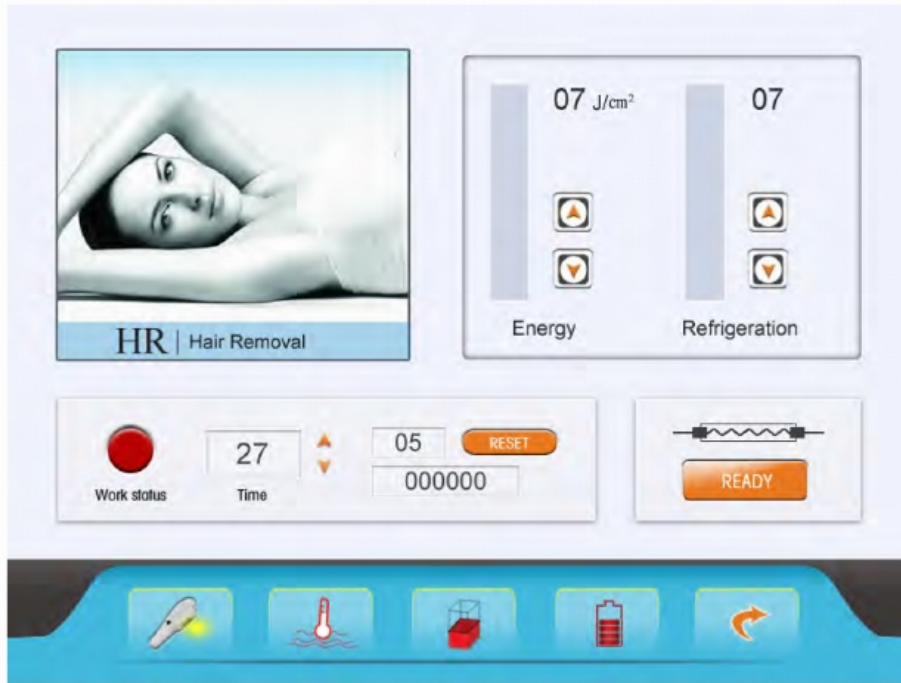 HR | Hair Removal
07 J/cm² 07
Energy Refrigeration
27 05 RESET
000000
Work status Time
READY